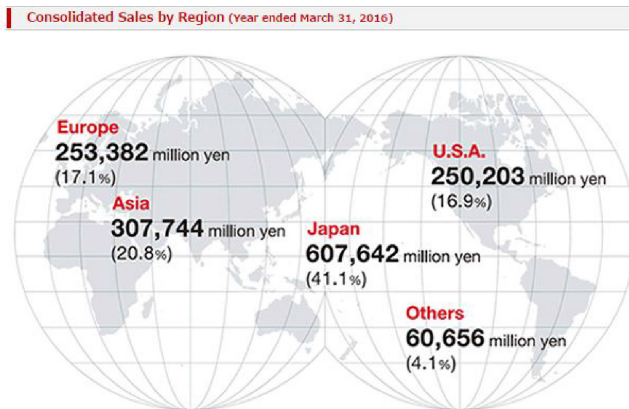 Consolidated Sales by Region (Year ended March 31, 2016)
Europe
253,382 million yen
(17.1%)
Asia
307,744 million yen
(20.8%)
Japan
607,642 million yen
(41.1%)
U.S.A.
250,203 million yen
(16.9%)
Others
60,656 million yen
(4.1%)